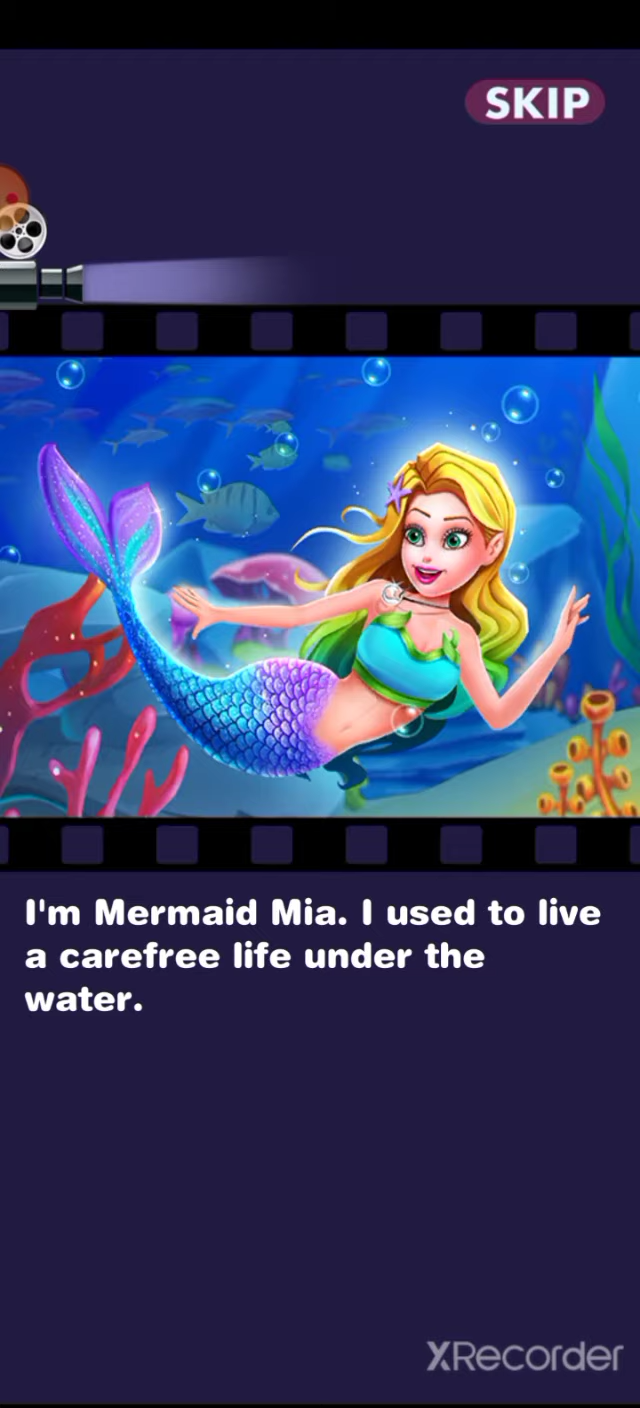 SKIP
I'm Mermaid Mia. I used to live
a carefree life under the
water.
XRecorder